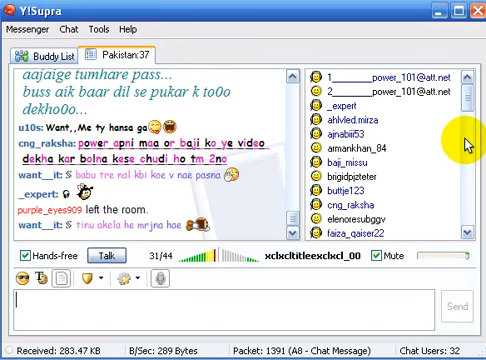 Y!Supra
Messenger Chat Tools Help
Buddy List Pakistan:37
aajaige tumhare pass...
buss aik baar dil se pukar k to0o
dekho0o...
u10s: Want,,Me ty hansa ga
cng_raksha: power_apni maa or baji ko ye video
dekha kar bolna kese chudi ho tm 2no
want__it: babu tre nal kbi koe v nae pasna
_expert:
purple_eyes909 left the room.
want__it: tinu akela he mrjna hae
1________power_101@att.net
2________power_101@att.net
_expert
ahlvled.mirza
ajnabiii53
armankhan_84
baji_missu
brigidpjzteter
buttje123
cng_raksha
elenoresubggv
faiza_qaiser22
Hands-free Talk 31/44 xclxcltitleexclxcl_00 Mute
Send
Received: 283.47 KB B/Sec: 289 Bytes Packet: 1391 (A8 - Chat Message) Chat Users: 32